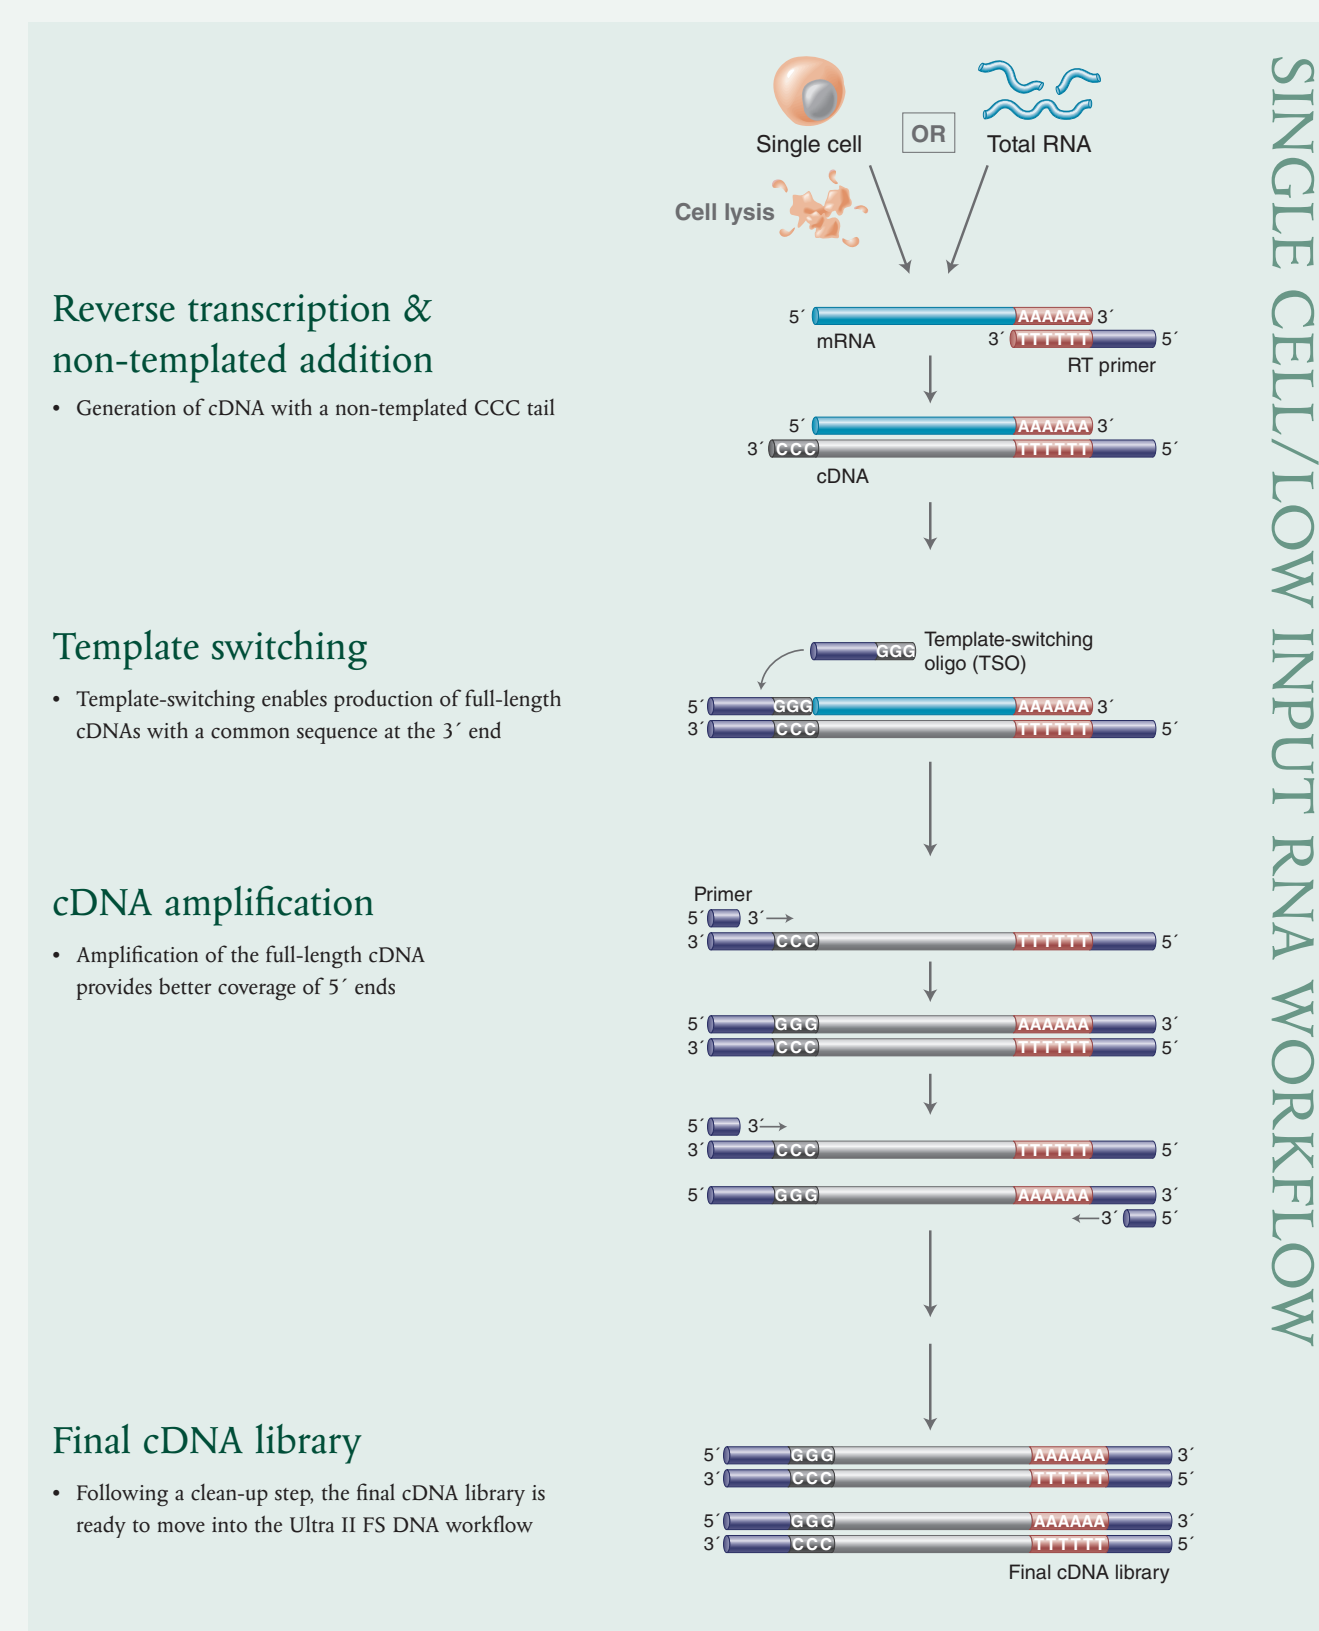 SINGLE CELL/LOW INPUT RNA WORKFLOW
Single cell
OR
Total RNA
Cell lysis
Reverse transcription &
non-templated addition
• Generation of cDNA with a non-templated CCC tail
5´ AAAAAA 3´
mRNA
3´ TTTTTT 5´
RT primer
5´ AAAAAA 3´
3´ CCC TTTTTT 5´
cDNA
Template switching
• Template-switching enables production of full-length
cDNAs with a common sequence at the 3´ end
GGG
Template-switching
oligo (TSO)
5´ GGG AAAAAA 3´
3´ CCC TTTTTT 5´
cDNA amplification
• Amplification of the full-length cDNA
provides better coverage of 5´ ends
Primer
5´ 3´
3´ CCC TTTTTT 5´
5´ GGG AAAAAA 3´
3´ CCC TTTTTT 5´
5´ 3´
3´ CCC TTTTTT 5´
5´ GGG AAAAAA 3´
3´ 5´
Final cDNA library
• Following a clean-up step, the final cDNA library is
ready to move into the Ultra II FS DNA workflow
5´ GGG AAAAAA 3´
3´ CCC TTTTTT 5´
5´ GGG AAAAAA 3´
3´ CCC TTTTTT 5´
Final cDNA library